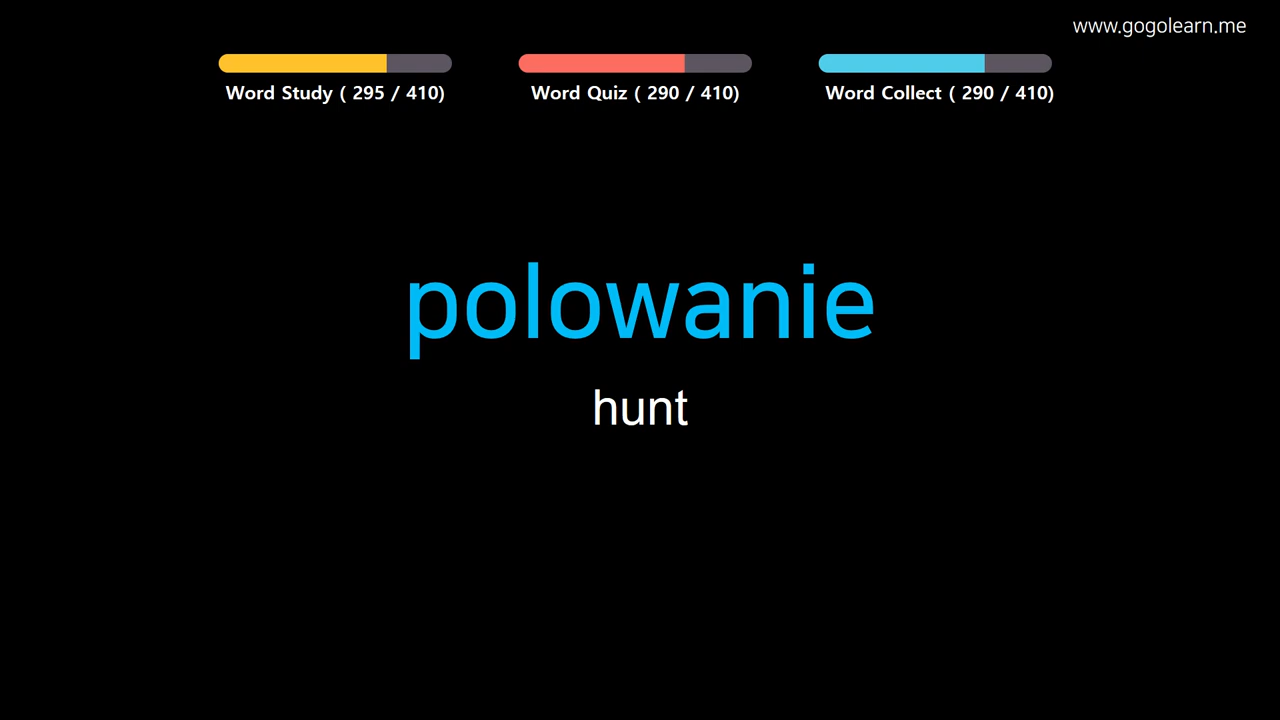 www.gogolearn.me
Word Study ( 295 / 410)
Word Quiz ( 290 / 410)
Word Collect ( 290 / 410)
polowanie
hunt